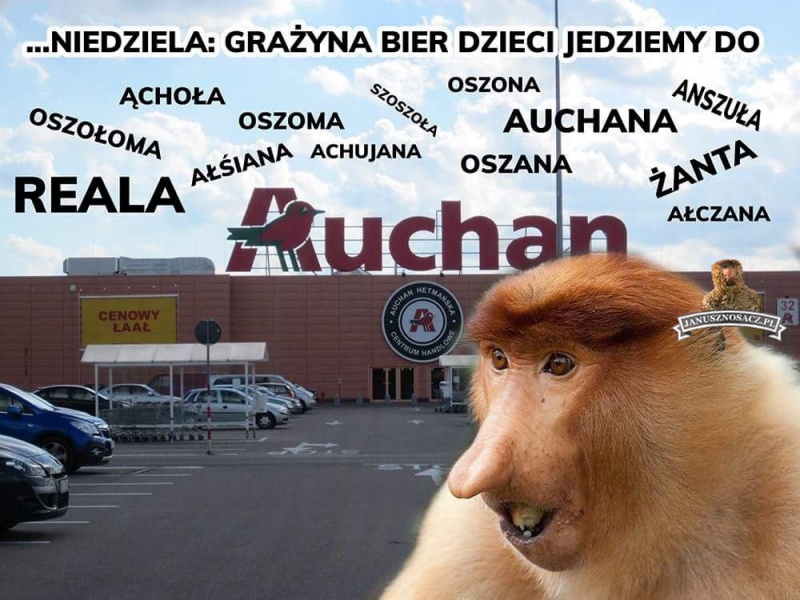 ...NIEDZIELA: GRAŻYNA BIER DZIECI JEDZIEMY DO
ĄCHOŁA
SZOSZOŁA
OSZONA
ANSZUŁA
OSZOŁOMA
OSZOMA
AUCHANA
AŁŚIANA
ACHUJANA
OSZANA
ŻANTA
REALA
AŁCZANA
Auchan
CENOWY
ŁAAŁ
AUCHAN HETMAŃSKA
CENTRUM HANDLOWE
32
JANUSZNOSACZ.PL
STOP